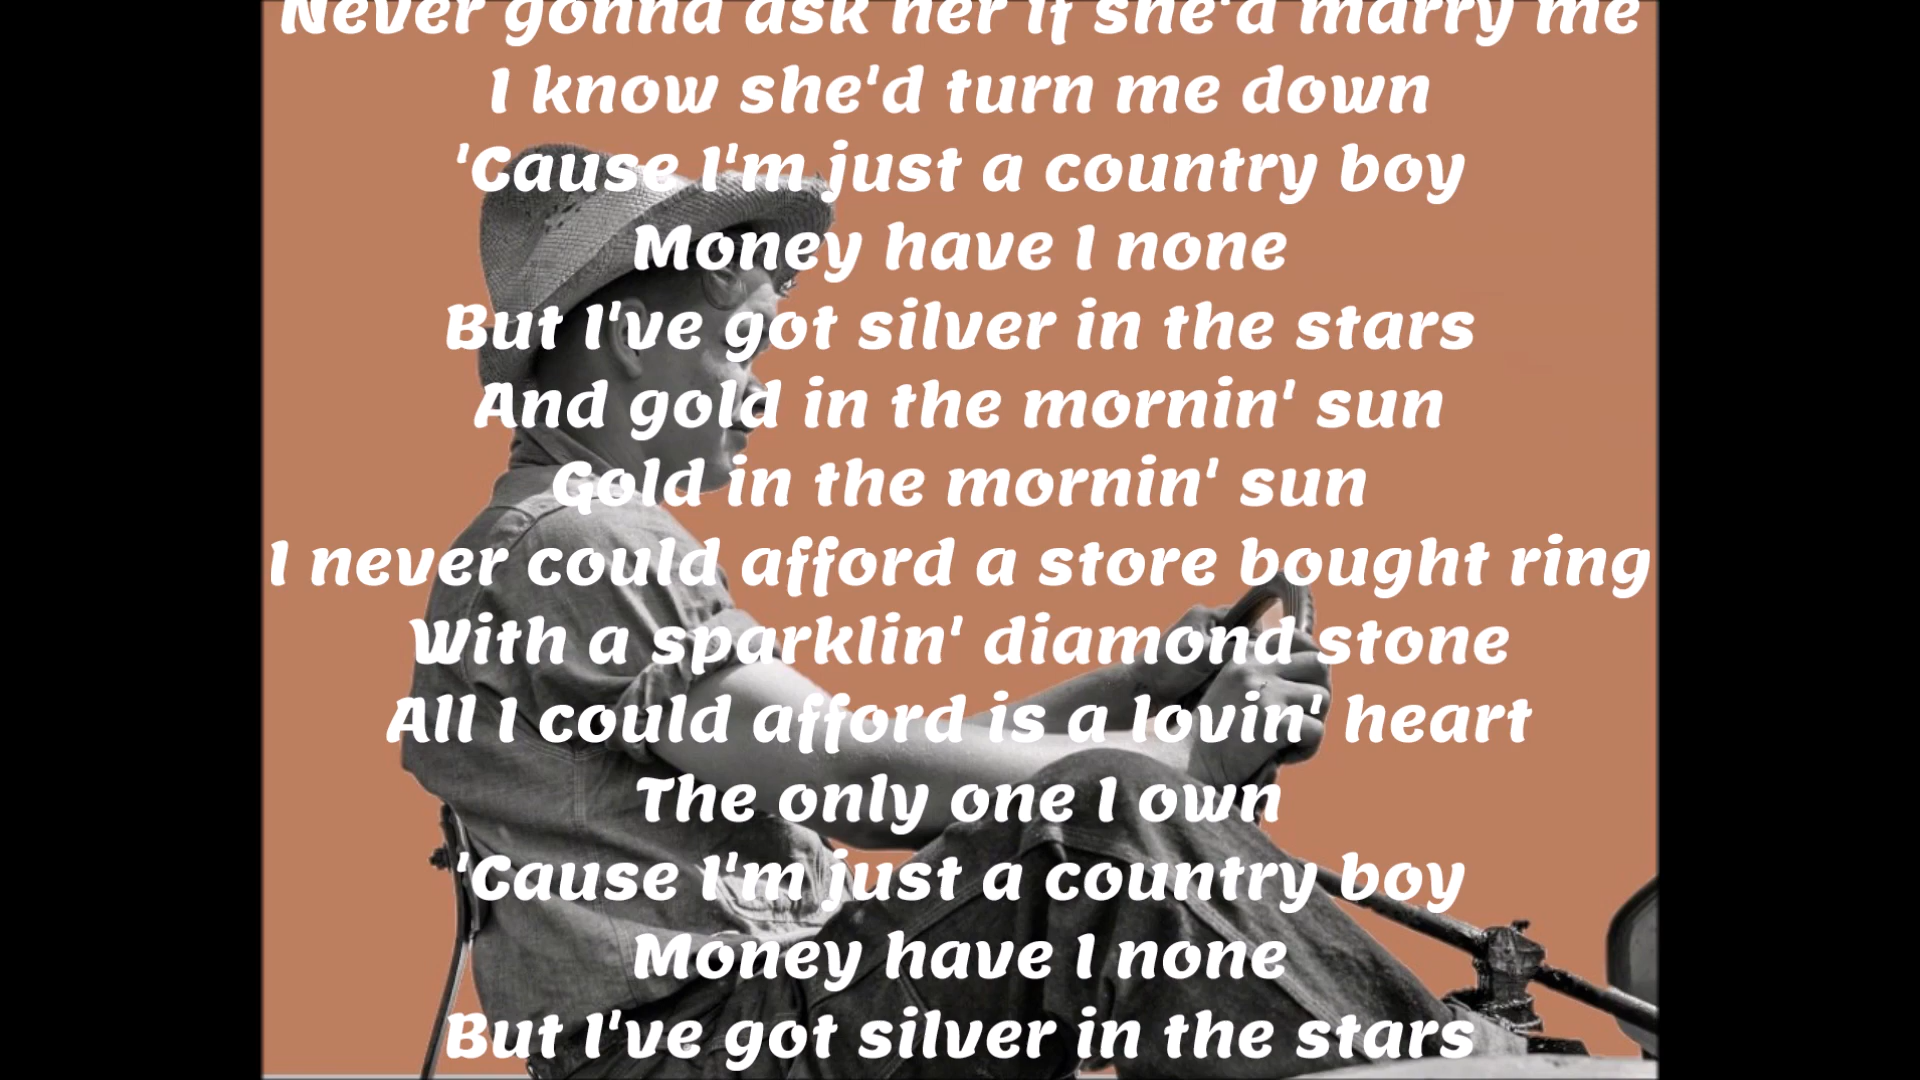 Never gonna ask her if she'd marry me
I know she'd turn me down
'Cause I'm just a country boy
Money have I none
But I've got silver in the stars
And gold in the mornin' sun
Gold in the mornin' sun
I never could afford a store bought ring
With a sparklin' diamond stone
All I could afford is a lovin' heart
The only one I own
'Cause I'm just a country boy
Money have I none
But I've got silver in the stars